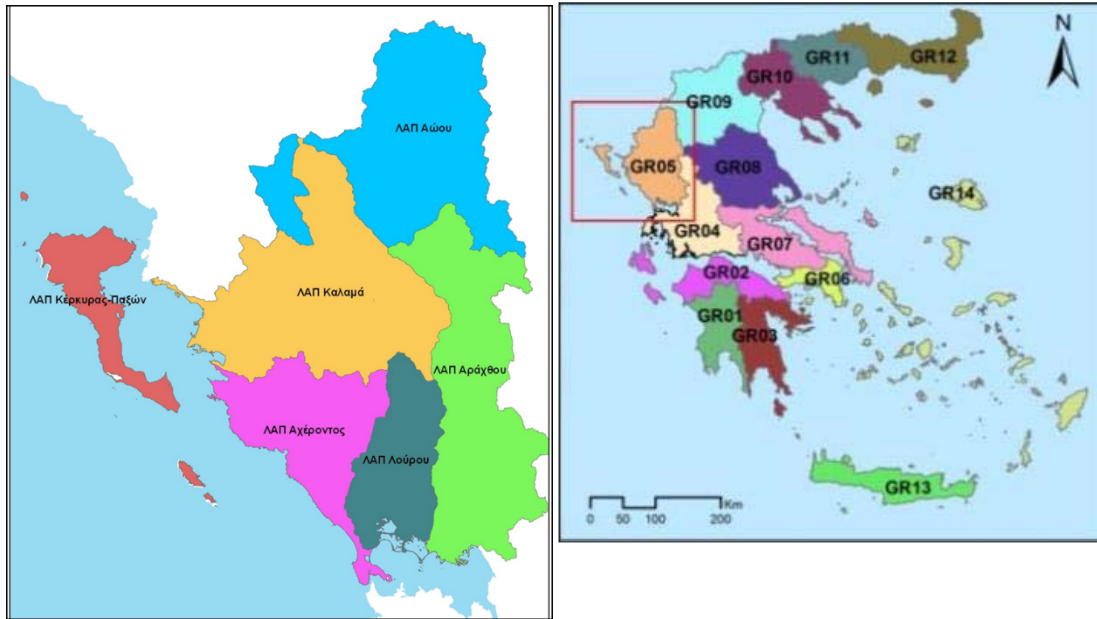 ΛΑΠ Αώου
ΛΑΠ Κέρκυρας-Παξών
ΛΑΠ Καλαμά
ΛΑΠ Αράχθου
ΛΑΠ Αχέροντος
ΛΑΠ Λούρου
N
GR11
GR12
GR10
GR09
GR05
GR08
GR14
GR04
GR07
GR02
GR06
GR01
GR03
GR13
Km
0 50 100 200